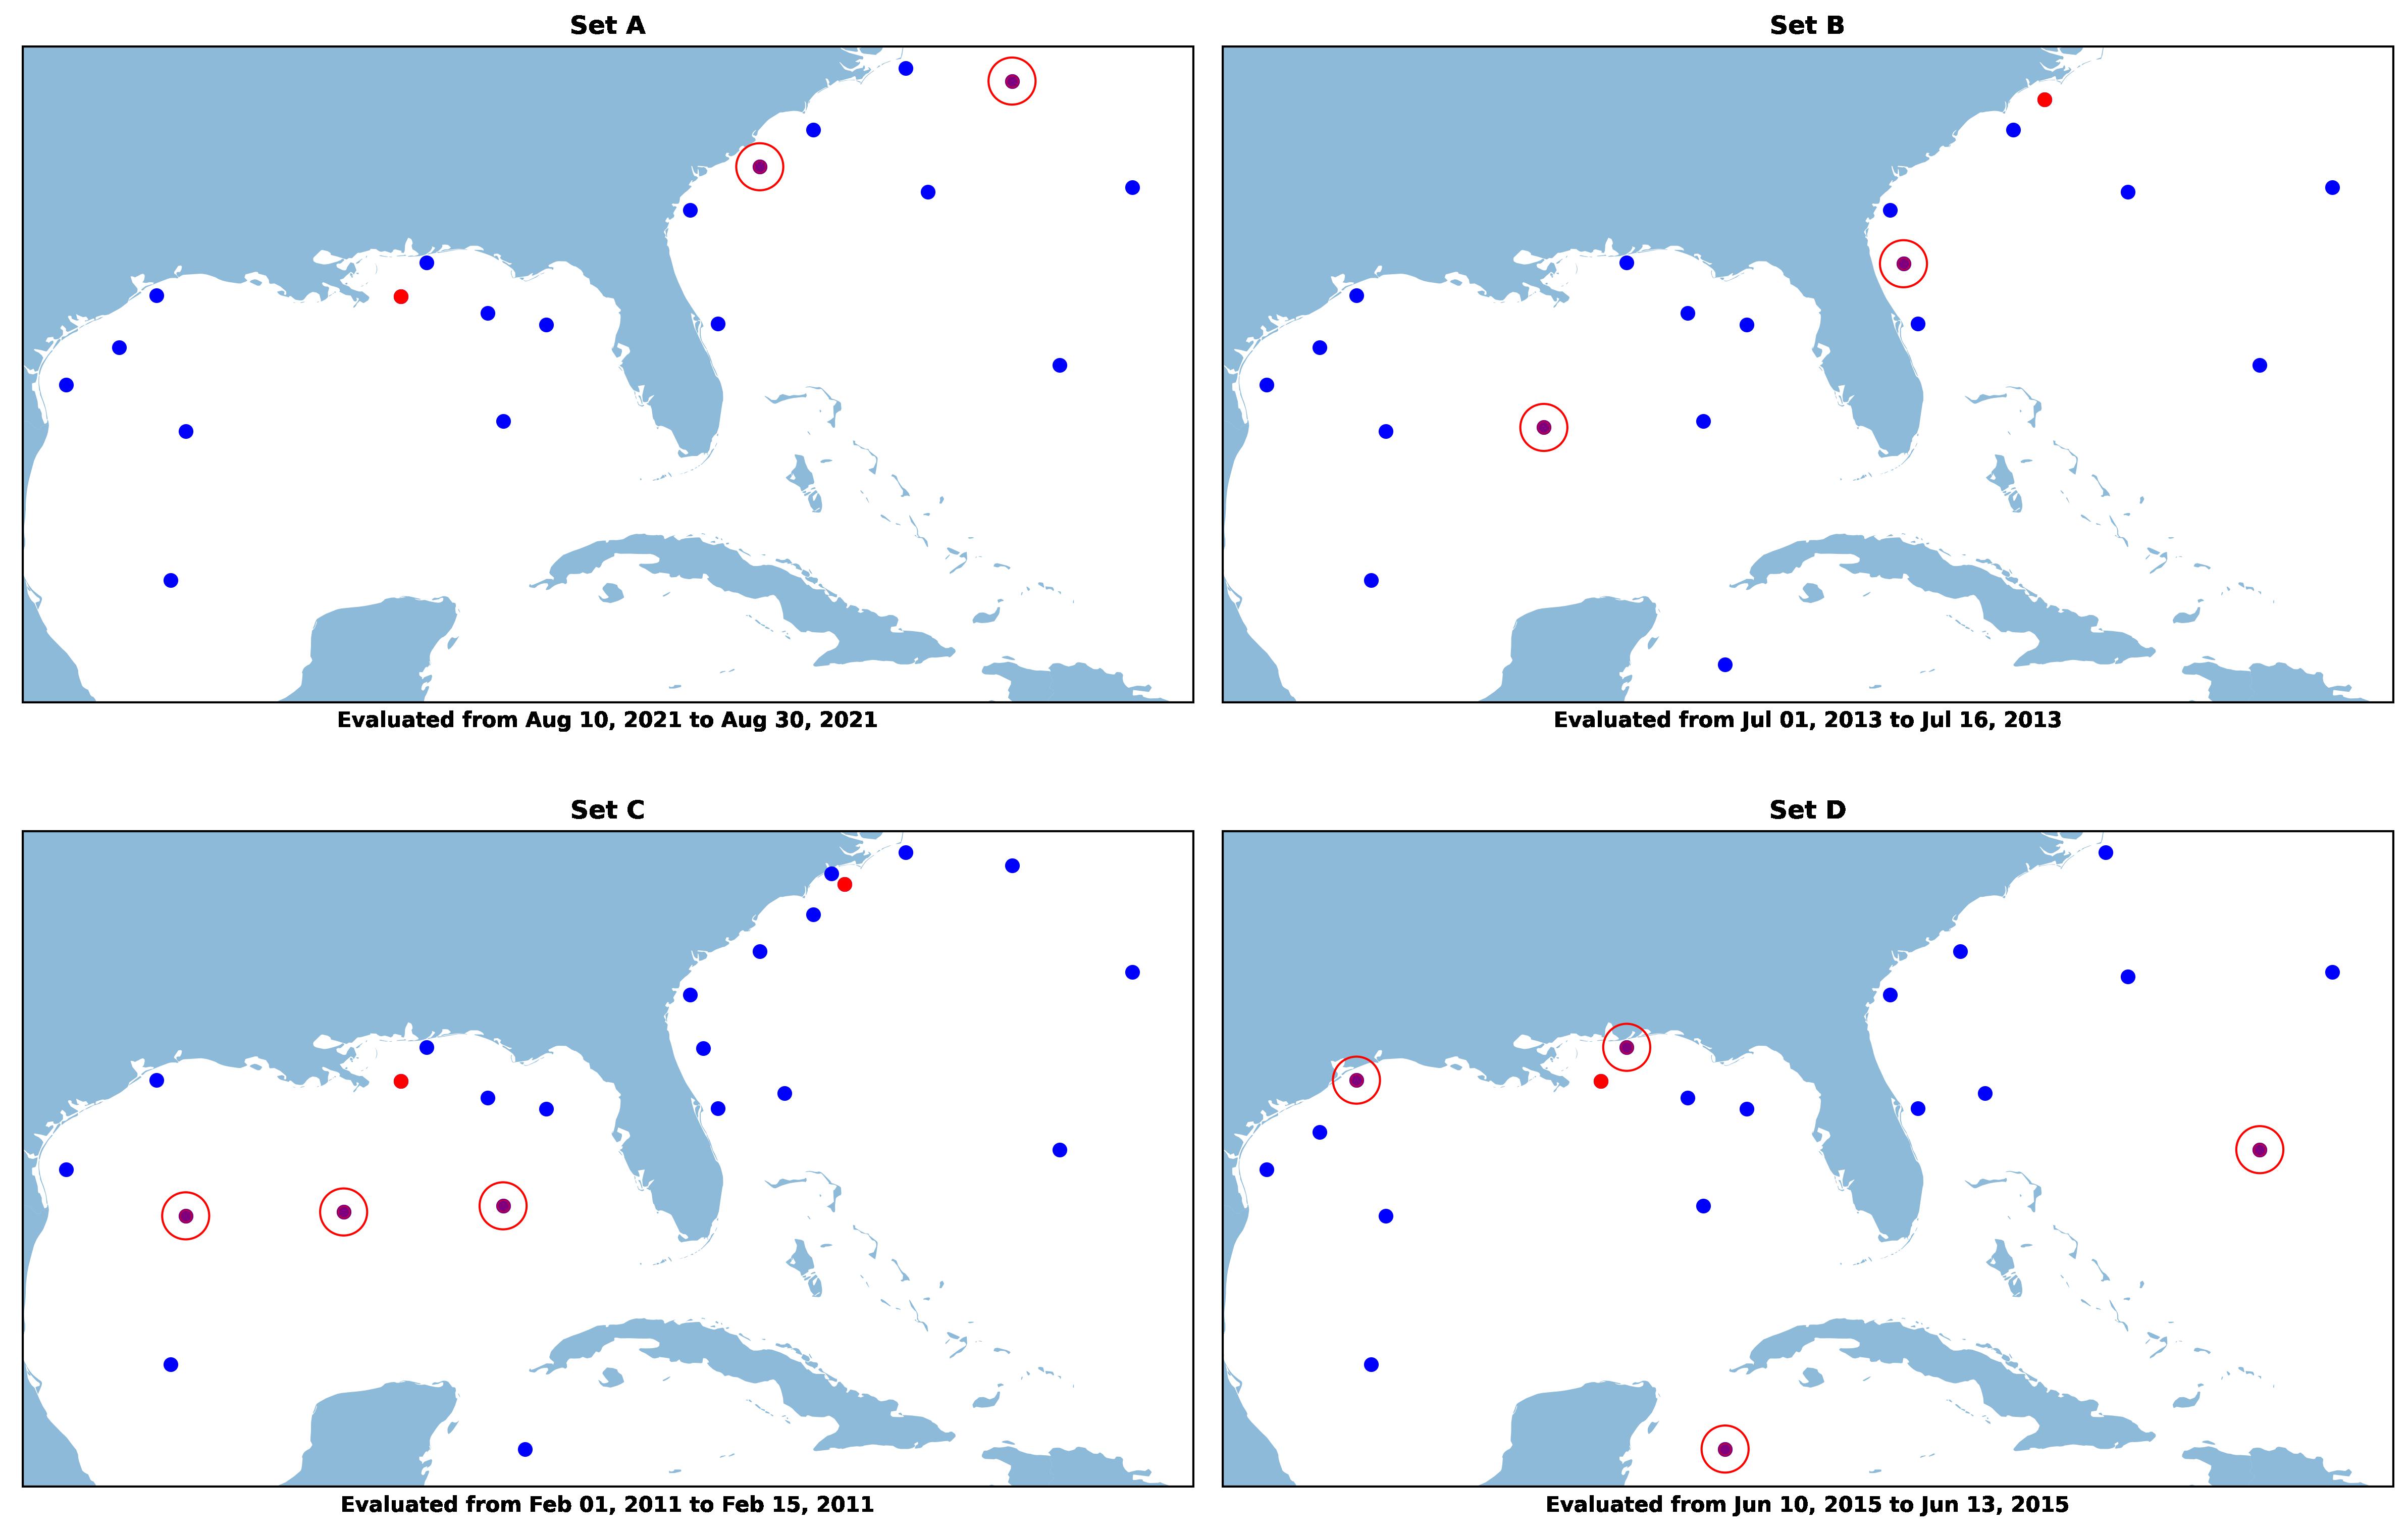 Set A
Set B
Evaluated from Aug 10, 2021 to Aug 30, 2021
Evaluated from Jul 01, 2013 to Jul 16, 2013
Set C
Set D
Evaluated from Feb 01, 2011 to Feb 15, 2011
Evaluated from Jun 10, 2015 to Jun 13, 2015